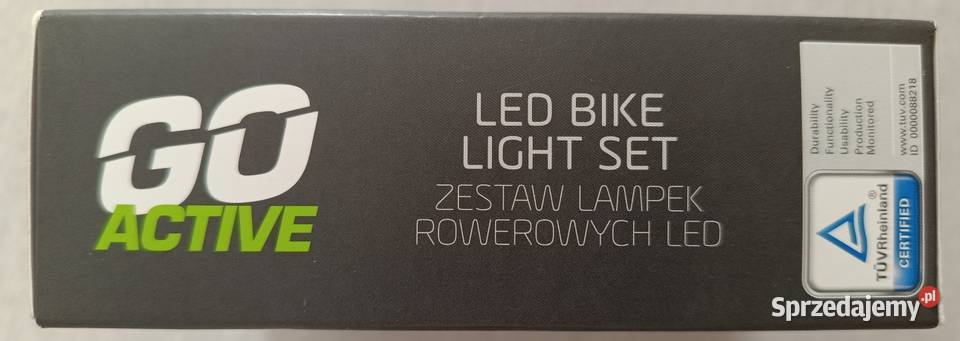 GO
ACTIVE
LED BIKE
LIGHT SET
ZESTAW LAMPEK
ROWEROWYCH LED
Durability
Functionality
Usability
Production
Monitored
www.tuv.com
ID 0000088218
TÜVRheinland®
CERTIFIED
Sprzedajemy.pl